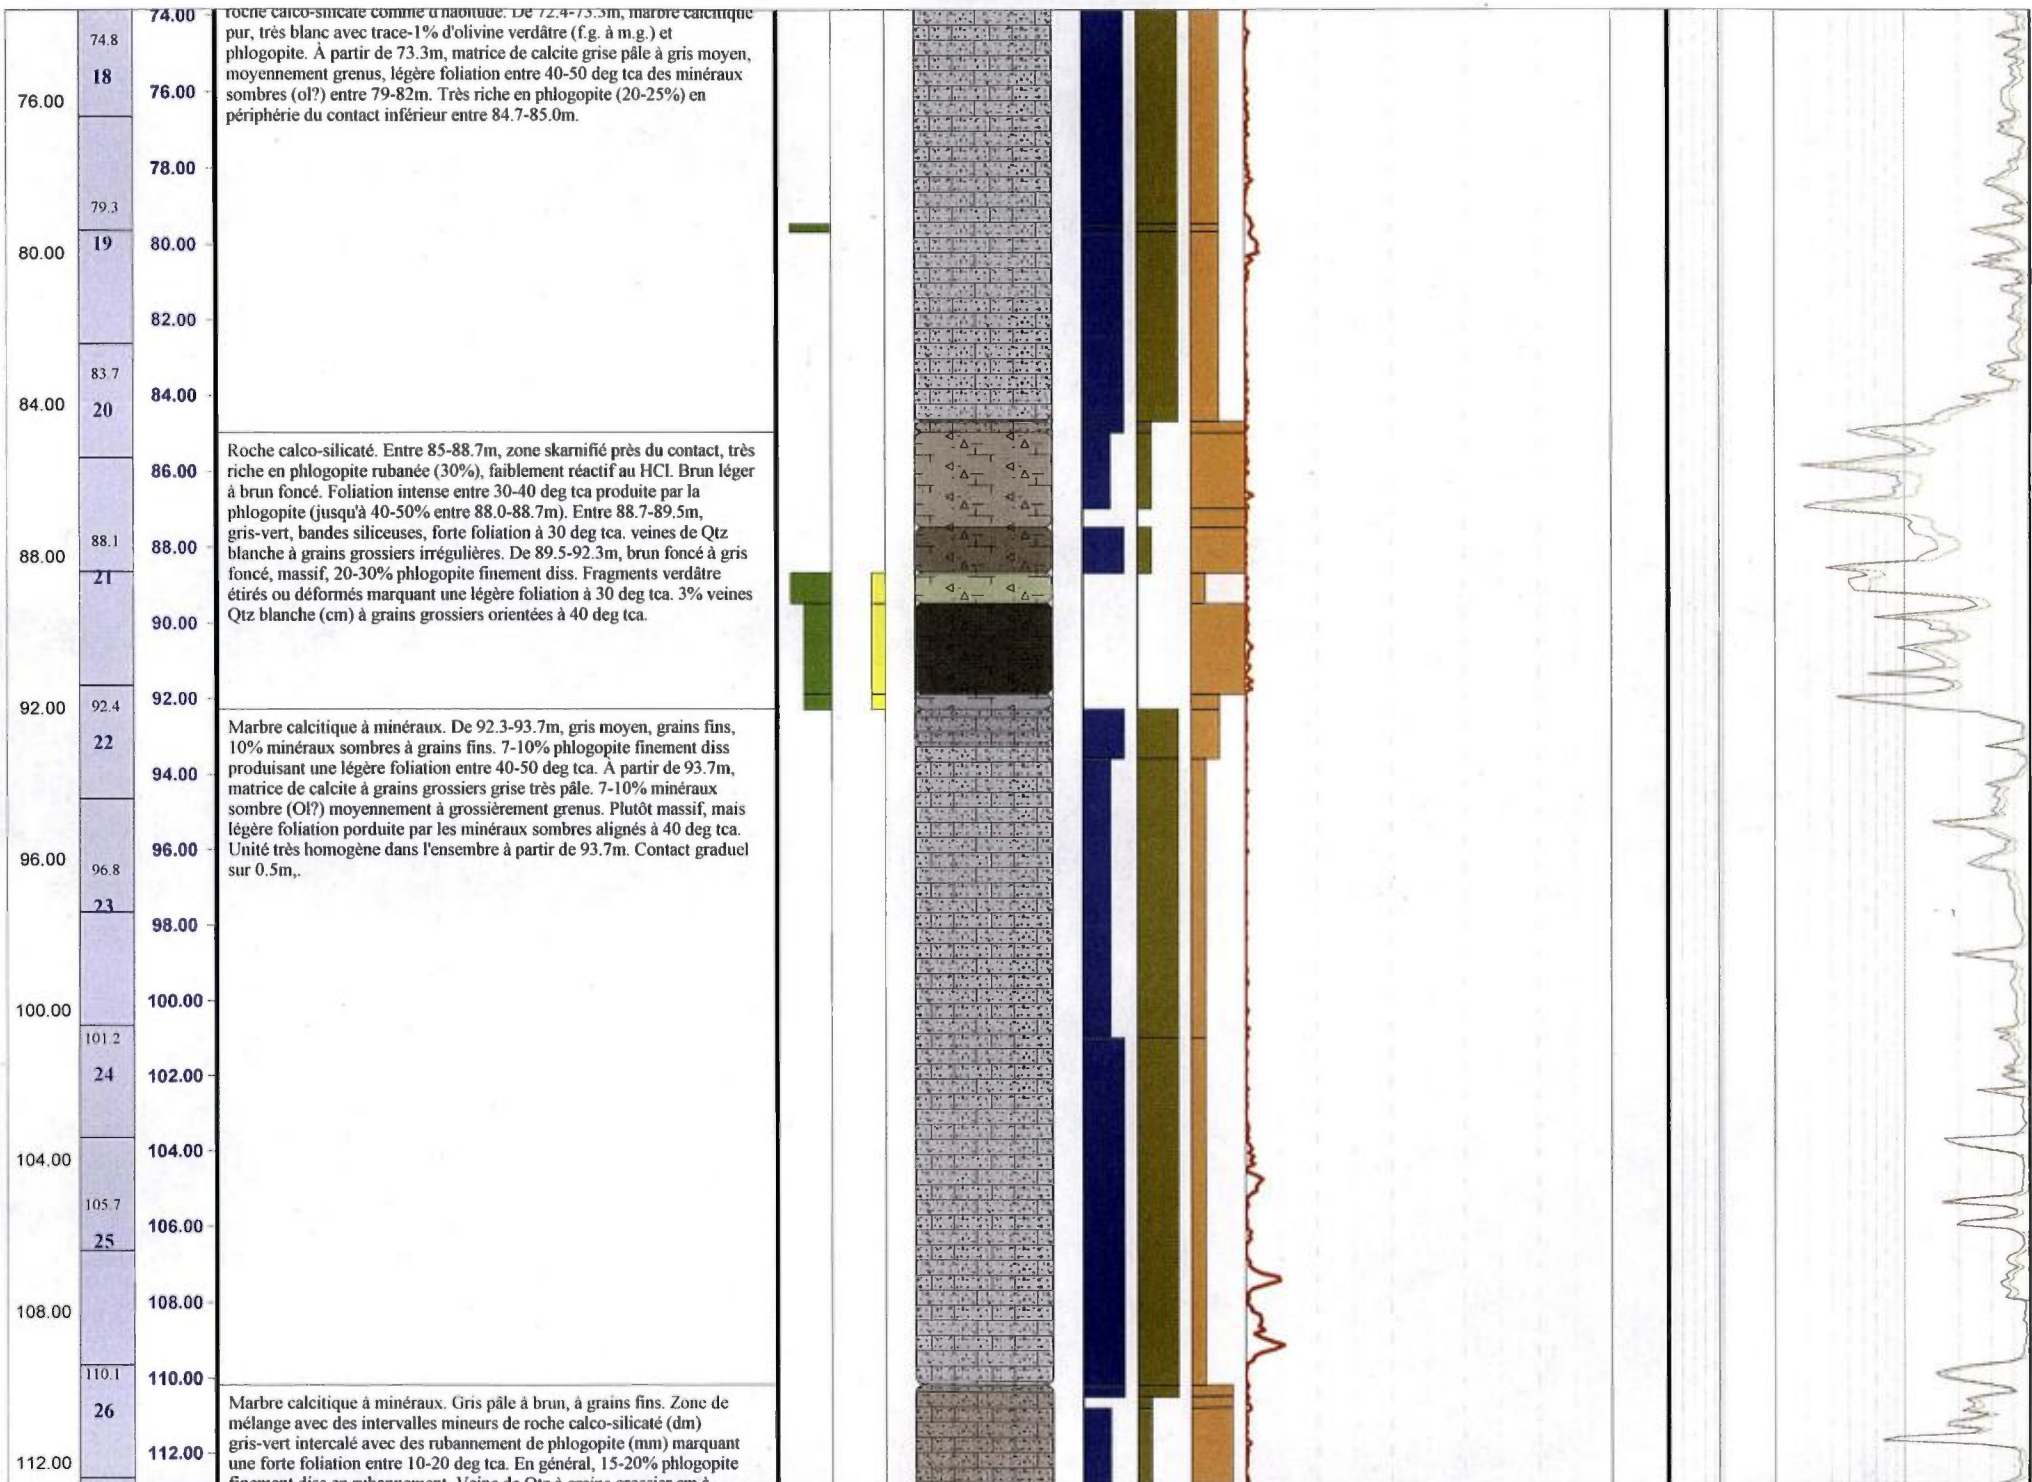 76.00
80.00
84.00
88.00
92.00
96.00
100.00
104.00
108.00
112.00
74.8
18
79.3
19
83.7
20
88.1
21
92.4
22
96.8
23
101.2
24
105.7
25
110.1
26
74.00
76.00
78.00
80.00
82.00
84.00
86.00
88.00
90.00
92.00
94.00
96.00
98.00
100.00
102.00
104.00
106.00
108.00
110.00
112.00
roche calco-silicate comme d'habitude. De 72.4-73.3m, marbre calcitique
pur, très blanc avec trace-1% d'olivine verdâtre (f.g. à m.g.) et
phlogopite. À partir de 73.3m, matrice de calcite grise pâle à gris moyen,
moyennement grenus, légère foliation entre 40-50 deg tca des minéraux
sombres (ol?) entre 79-82m. Très riche en phlogopite (20-25%) en
périphérie du contact inférieur entre 84.7-85.0m.
Roche calco-silicaté. Entre 85-88.7m, zone skarnifié près du contact, très
riche en phlogopite rubanée (30%), faiblement réactif au HCl. Brun léger
à brun foncé. Foliation intense entre 30-40 deg tca produite par la
phlogopite (jusqu'à 40-50% entre 88.0-88.7m). Entre 88.7-89.5m,
gris-vert, bandes siliceuses, forte foliation à 30 deg tca. veines de Qtz
blanche à grains grossiers irrégulières. De 89.5-92.3m, brun foncé à gris
foncé, massif, 20-30% phlogopite finement diss. Fragments verdâtre
étirés ou déformés marquant une légère foliation à 30 deg tca. 3% veines
Qtz blanche (cm) à grains grossiers orientées à 40 deg tca.
Marbre calcitique à minéraux. De 92.3-93.7m, gris moyen, grains fins,
10% minéraux sombres à grains fins. 7-10% phlogopite finement diss
produisant une légère foliation entre 40-50 deg tca. À partir de 93.7m,
matrice de calcite à grains grossiers grise très pâle. 7-10% minéraux
sombre (Ol?) moyennement à grossièrement grenus. Plutôt massif, mais
légère foliation porduite par les minéraux sombres alignés à 40 deg tca.
Unité très homogène dans l'ensembre à partir de 93.7m. Contact graduel
sur 0.5m,.
Marbre calcitique à minéraux. Gris pâle à brun, à grains fins. Zone de
mélange avec des intervalles mineurs de roche calco-silicaté (dm)
gris-vert intercalé avec des rubannement de phlogopite (mm) marquant
une forte foliation entre 10-20 deg tca. En général, 15-20% phlogopite
finement diss en rubannement. Veine de Qtz à grains grossier cm à